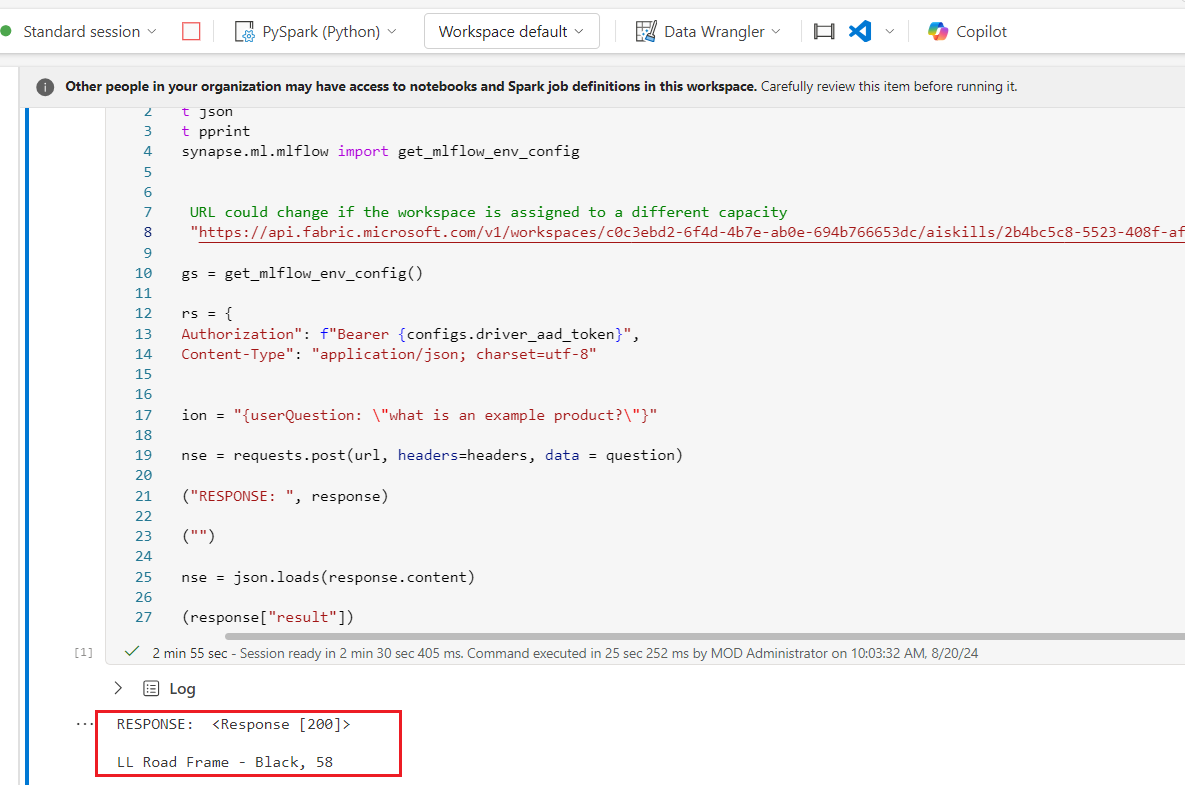 Standard session PySpark (Python) Workspace default Data Wrangler Copilot
Other people in your organization may have access to notebooks and Spark job definitions in this workspace. Carefully review this item before running it.
2 t json
3 t pprint
4 synapse.ml.mlflow import get_mlflow_env_config
5
6
7 URL could change if the workspace is assigned to a different capacity
8 "https://api.fabric.microsoft.com/v1/workspaces/c0c3ebd2-6f4d-4b7e-ab0e-694b766653dc/aiskills/2b4bc5c8-5523-408f-af
9
10 gs = get_mlflow_env_config()
11
12 rs = {
13 Authorization": f"Bearer {configs.driver_aad_token}",
14 Content-Type": "application/json; charset=utf-8"
15
16
17 ion = "{userQuestion: \"what is an example product?\"}"
18
19 nse = requests.post(url, headers=headers, data = question)
20
21 ("RESPONSE: ", response)
22
23 ("")
24
25 nse = json.loads(response.content)
26
27 (response["result"])
[1] 2 min 55 sec - Session ready in 2 min 30 sec 405 ms. Command executed in 25 sec 252 ms by MOD Administrator on 10:03:32 AM, 8/20/24
Log
... RESPONSE: <Response [200]>
LL Road Frame - Black, 58